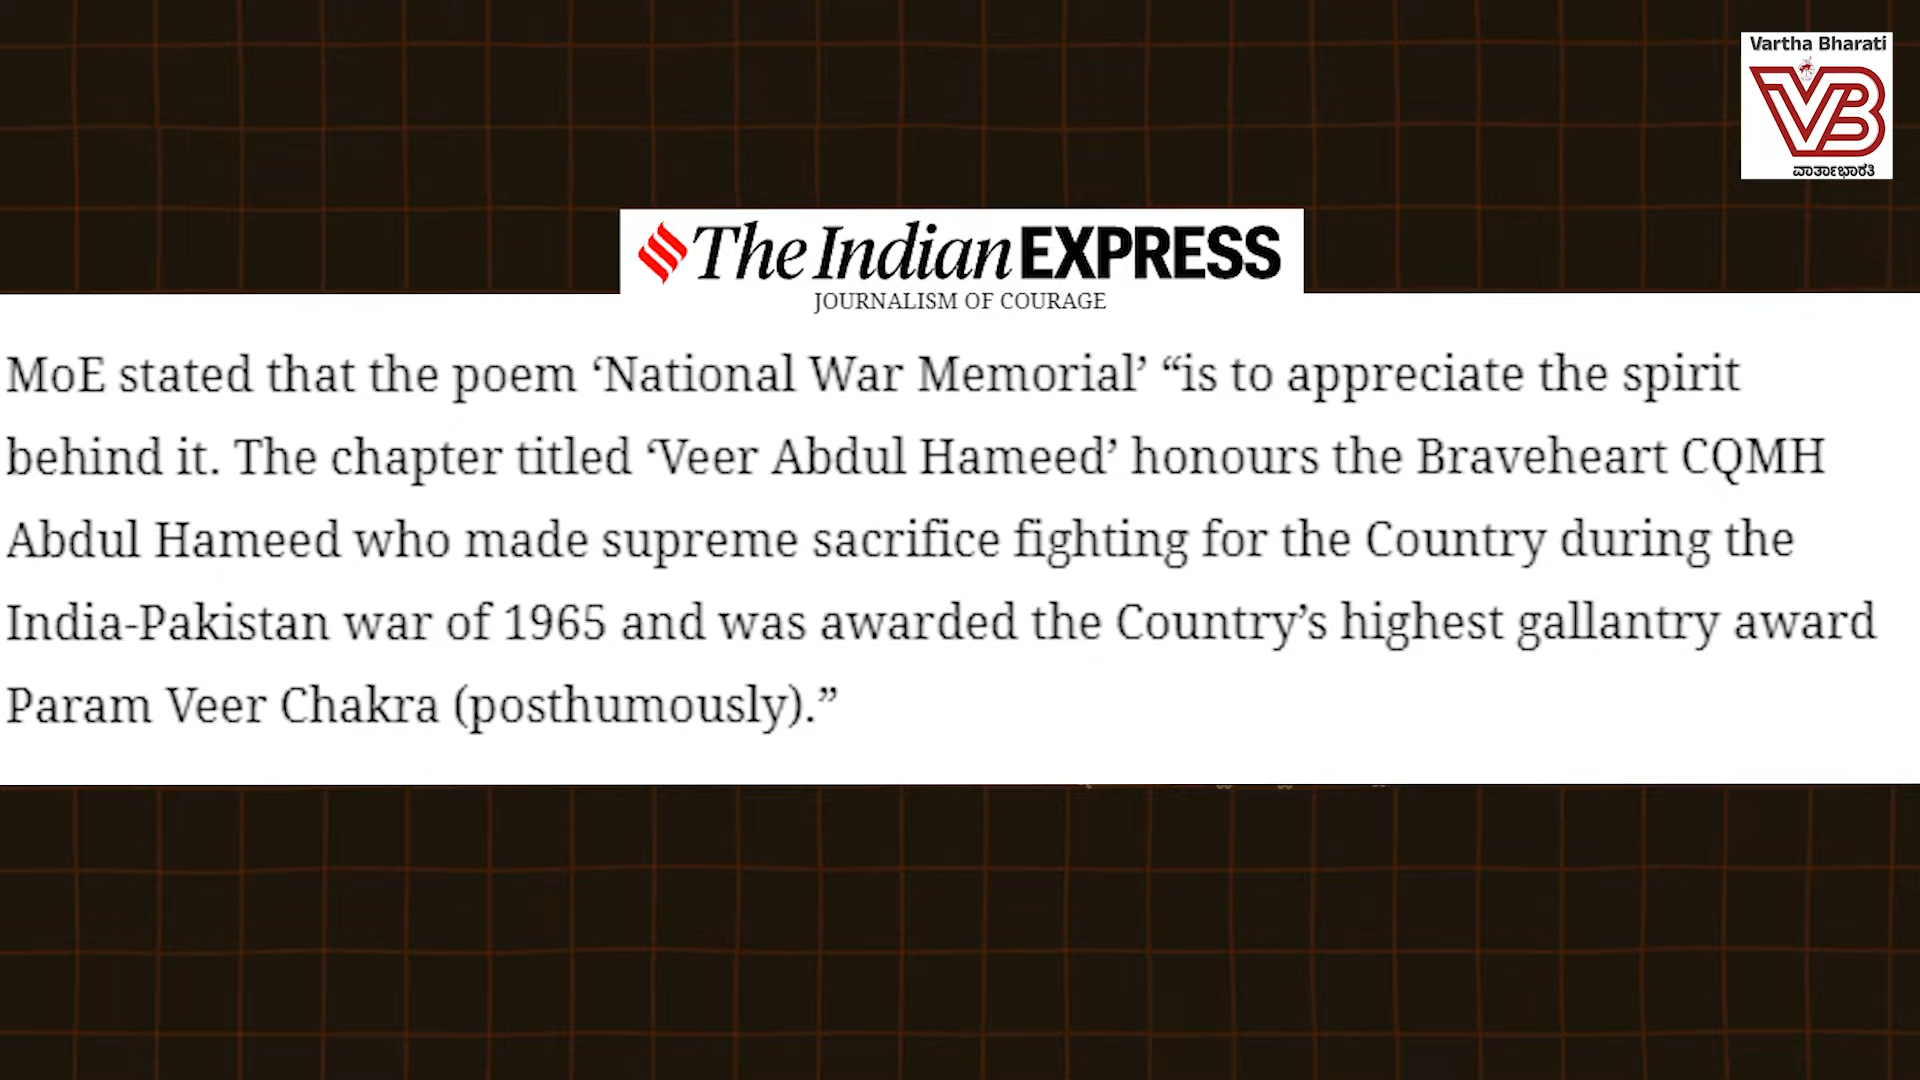 Vartha Bharati
VB
ವಾರ್ತಾಭಾರತಿ
The Indian EXPRESS
JOURNALISM OF COURAGE
MoE stated that the poem ‘National War Memorial’ “is to appreciate the spirit
behind it. The chapter titled ‘Veer Abdul Hameed’ honours the Braveheart CQMH
Abdul Hameed who made supreme sacrifice fighting for the Country during the
India-Pakistan war of 1965 and was awarded the Country’s highest gallantry award
Param Veer Chakra (posthumously).”